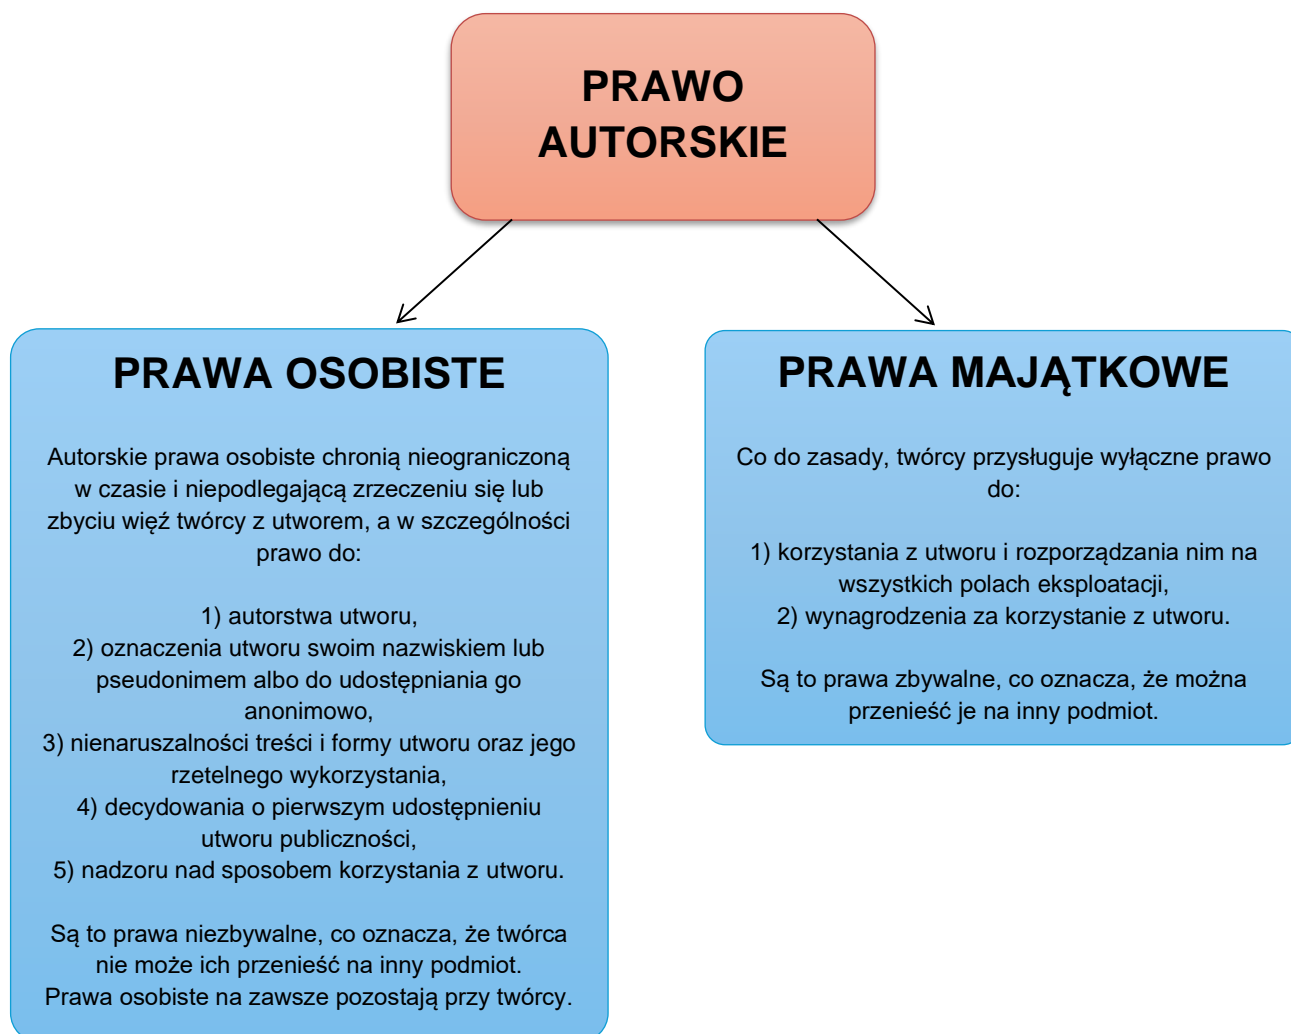 PRAWO
AUTORSKIE
PRAWA OSOBISTE
Autorskie prawa osobiste chronią nieograniczoną
w czasie i niepodlegającą zrzeczeniu się lub
zbyciu więź twórcy z utworem, a w szczególności
prawo do:
1) autorstwa utworu,
2) oznaczenia utworu swoim nazwiskiem lub
pseudonimem albo do udostępniania go
anonimowo,
3) nienaruszalności treści i formy utworu oraz jego
rzetelnego wykorzystania,
4) decydowania o pierwszym udostępnieniu
utworu publiczności,
5) nadzoru nad sposobem korzystania z utworu.
Są to prawa niezbywalne, co oznacza, że twórca
nie może ich przenieść na inny podmiot.
Prawa osobiste na zawsze pozostają przy twórcy.
PRAWA MAJĄTKOWE
Co do zasady, twórcy przysługuje wyłączne prawo
do:
1) korzystania z utworu i rozporządzania nim na
wszystkich polach eksploatacji,
2) wynagrodzenia za korzystanie z utworu.
Są to prawa zbywalne, co oznacza, że można
przenieść je na inny podmiot.